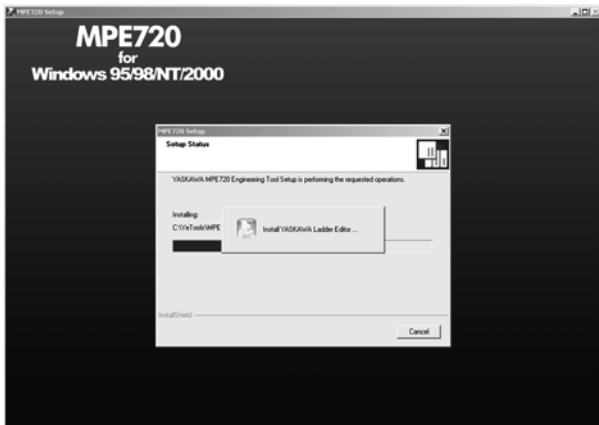 MPE720 Setup
MPE720
for
Windows 95/98/NT/2000
MPE720 Setup
Setup Status
YASKAWA MPE720 Engineering Tool Setup is performing the requested operations.
Installing:
C:\YeTools\MPE
Install YASKAWA Ladder Editor ...
InstallShield
Cancel